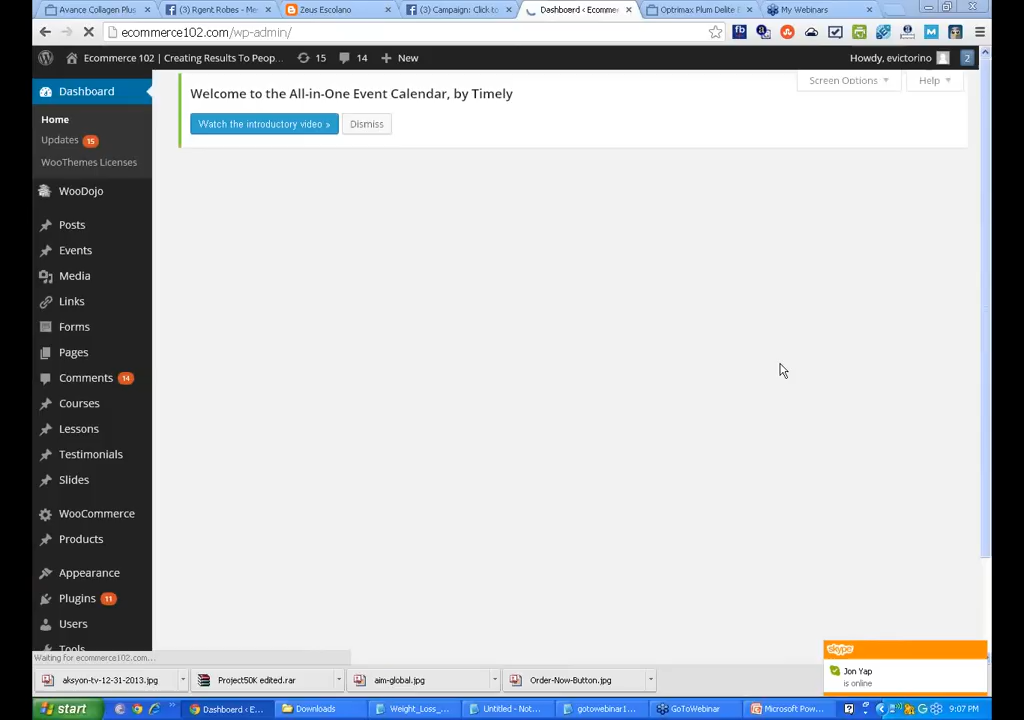 Avance Collagen Plus
(3) Rgent Robes - Me
Zeus Escolano
(3) Campaign: Click to
Dashboard ‹ Ecomme
Optrimax Plum Delite E
My Webinars
ecommerce102.com/wp-admin/
Ecommerce 102 | Creating Results To Peop...
15
14
New
Howdy, evictorino
2
Dashboard
Home
Updates 15
WooThemes Licenses
WooDojo
Posts
Events
Media
Links
Forms
Pages
Comments 14
Courses
Lessons
Testimonials
Slides
WooCommerce
Products
Appearance
Plugins 11
Users
Tools
Screen Options
Help
Welcome to the All-in-One Event Calendar, by Timely
Watch the introductory video »
Dismiss
Waiting for ecommerce102.com...
skype
Jon Yap
is online
aksyon-tv-12-31-2013.jpg
Project50K edited.rar
aim-global.jpg
Order-Now-Button.jpg
start
Dashboard ‹ E...
Downloads
Weight_Loss_...
Untitled - Not...
gotowebinar1...
GoToWebinar
Microsoft Pow...
9:07 PM